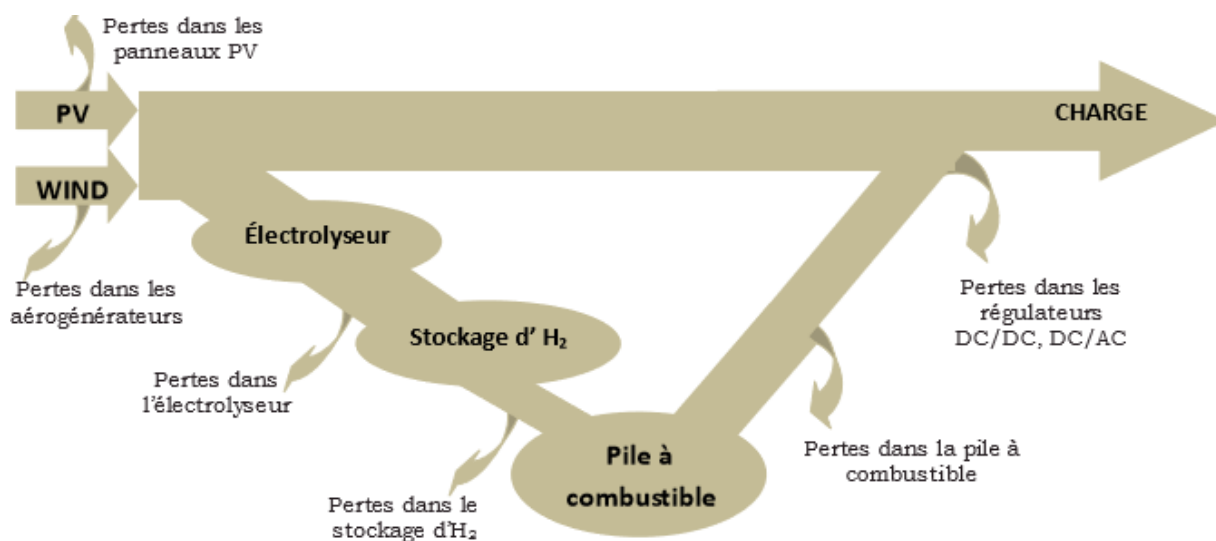 Pertes dans les
panneaux PV
PV
CHARGE
WIND
Électrolyseur
Pertes dans les
aérogénérateurs
Pertes dans les
régulateurs
DC/DC, DC/AC
Stockage d’ H₂
Pertes dans
l’électrolyseur
Pile à
combustible
Pertes dans la pile à
combustible
Pertes dans le
stockage d’H₂